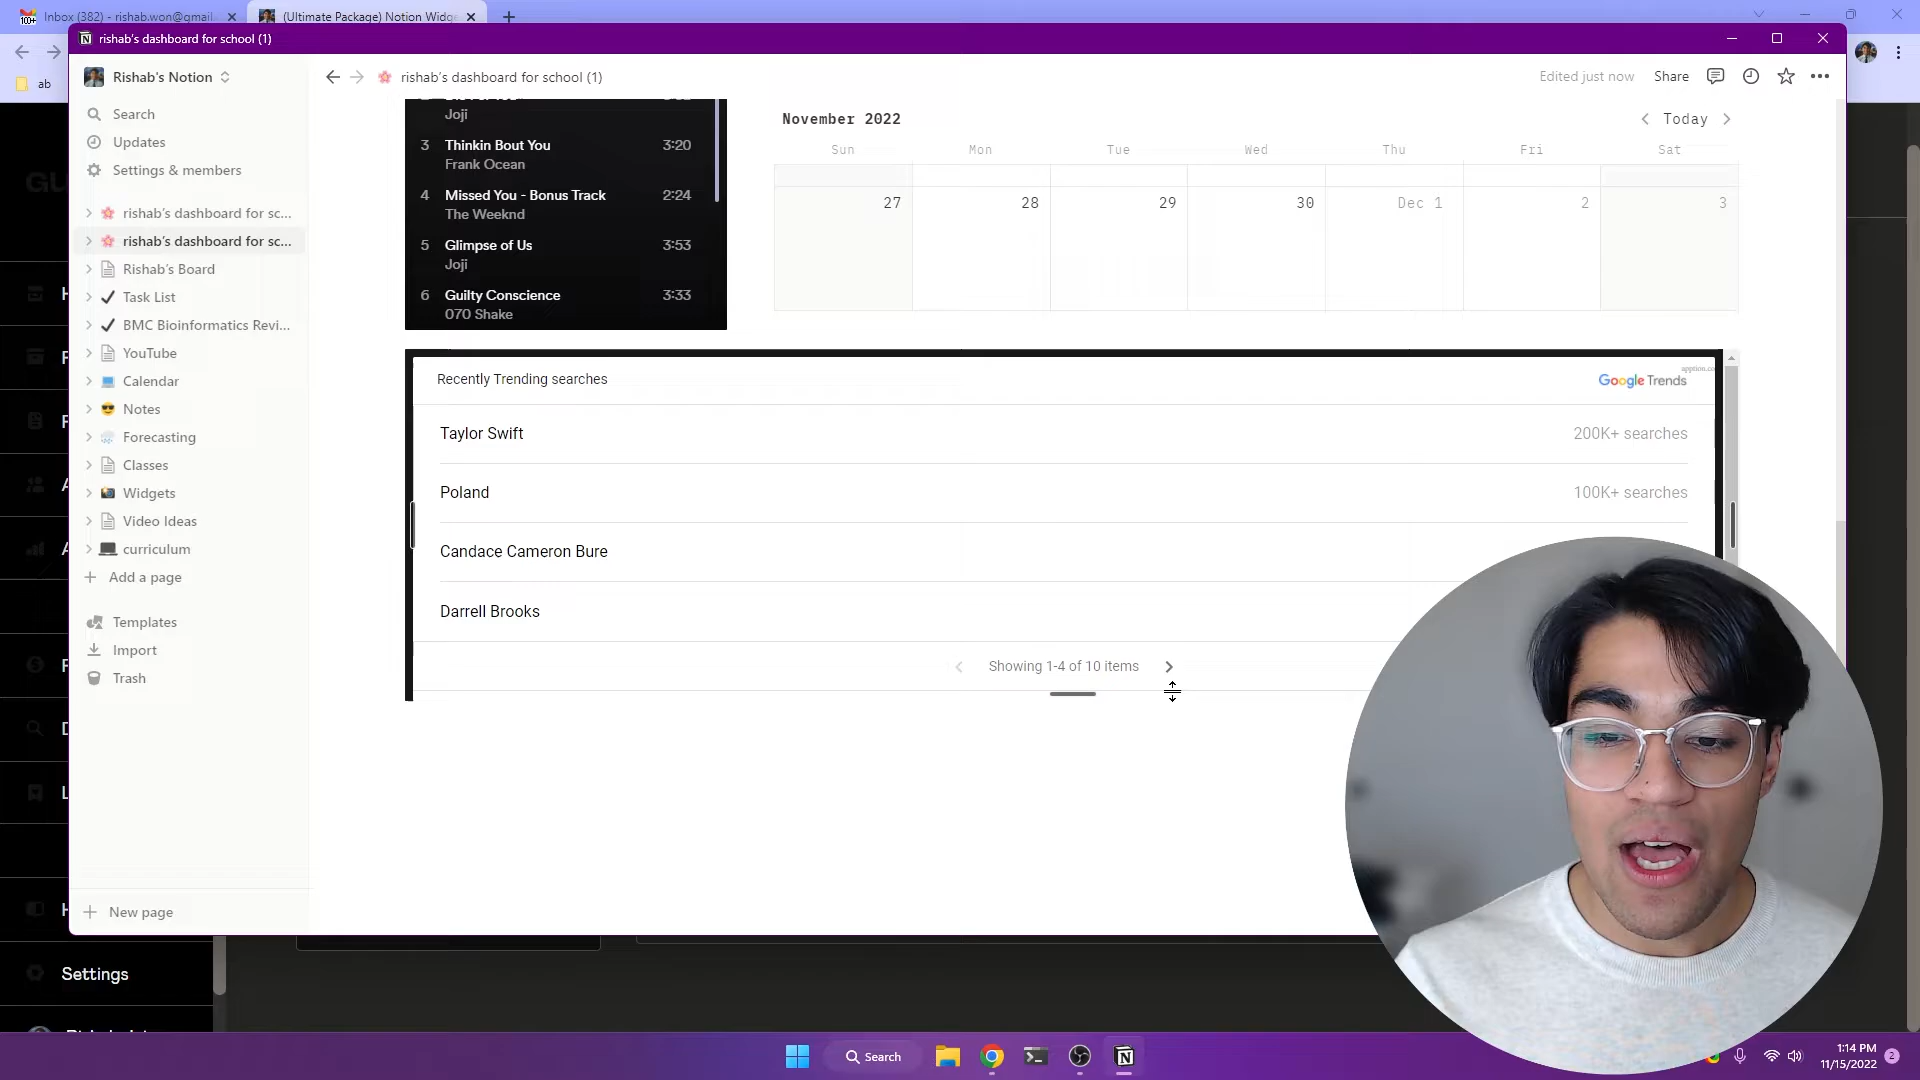 Inbox (382) - rishab.won@gmail
(Ultimate Package) Notion Widg
ab
rishab's dashboard for school (1)
Rishab's Notion
Search
Updates
Settings & members
rishab's dashboard for sc...
rishab's dashboard for sc...
Rishab's Board
Task List
BMC Bioinformatics Revi...
YouTube
Calendar
Notes
Forecasting
Classes
Widgets
Video Ideas
curriculum
Add a page
Templates
Import
Trash
New page
Settings
rishab's dashboard for school (1)
Edited just now
Share
Joji
3 Thinkin Bout You 3:20
Frank Ocean
4 Missed You - Bonus Track 2:24
The Weeknd
5 Glimpse of Us 3:53
Joji
6 Guilty Conscience 3:33
070 Shake
November 2022
Today
Sun Mon Tue Wed Thu Fri Sat
27 28 29 30 Dec 1 2 3
Recently Trending searches
apption.co
Google Trends
Taylor Swift 200K+ searches
Poland 100K+ searches
Candace Cameron Bure
Darrell Brooks
Showing 1-4 of 10 items
Search
1:14 PM
11/15/2022
2